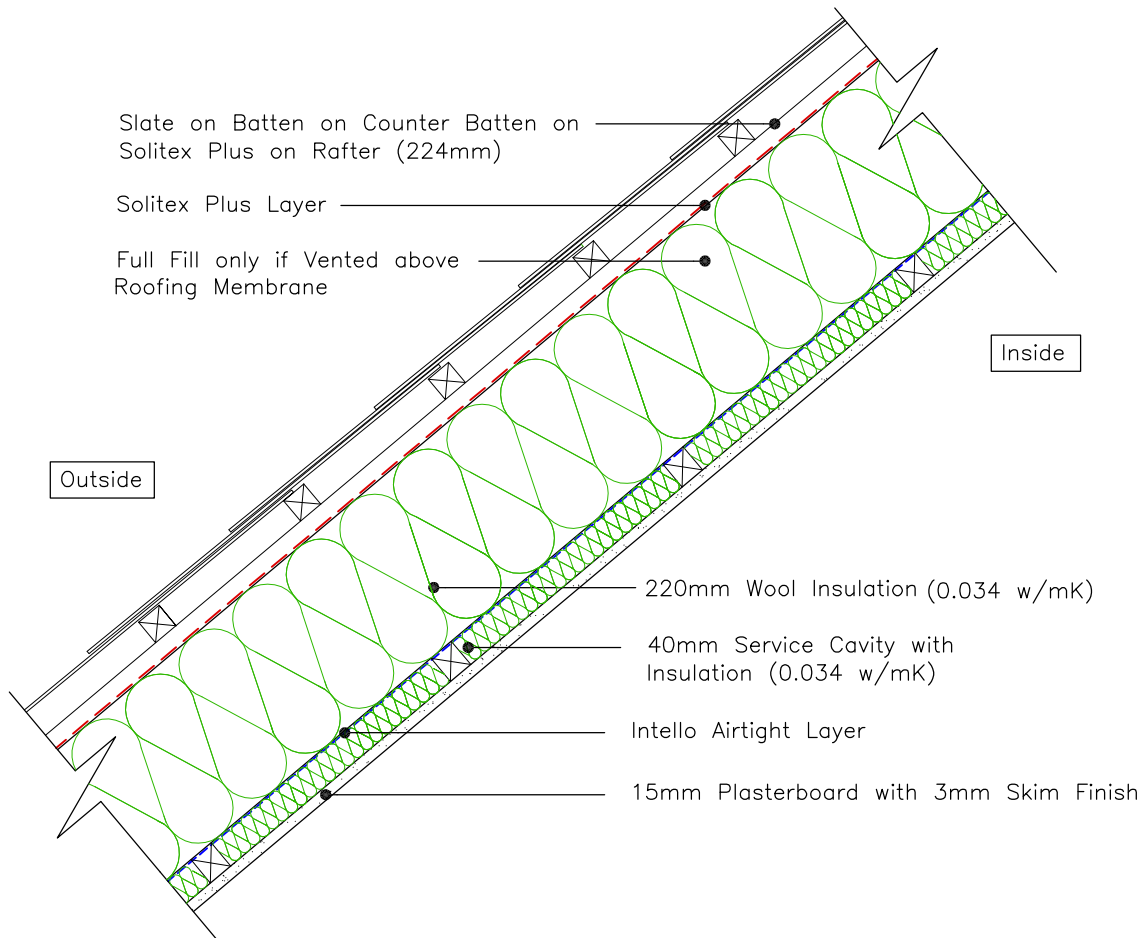 Slate on Batten on Counter Batten on
Solitex Plus on Rafter (224mm)
Solitex Plus Layer
Full Fill only if Vented above
Roofing Membrane
Inside
Outside
220mm Wool Insulation (0.034 w/mK)
40mm Service Cavity with
Insulation (0.034 w/mK)
Intello Airtight Layer
15mm Plasterboard with 3mm Skim Finish